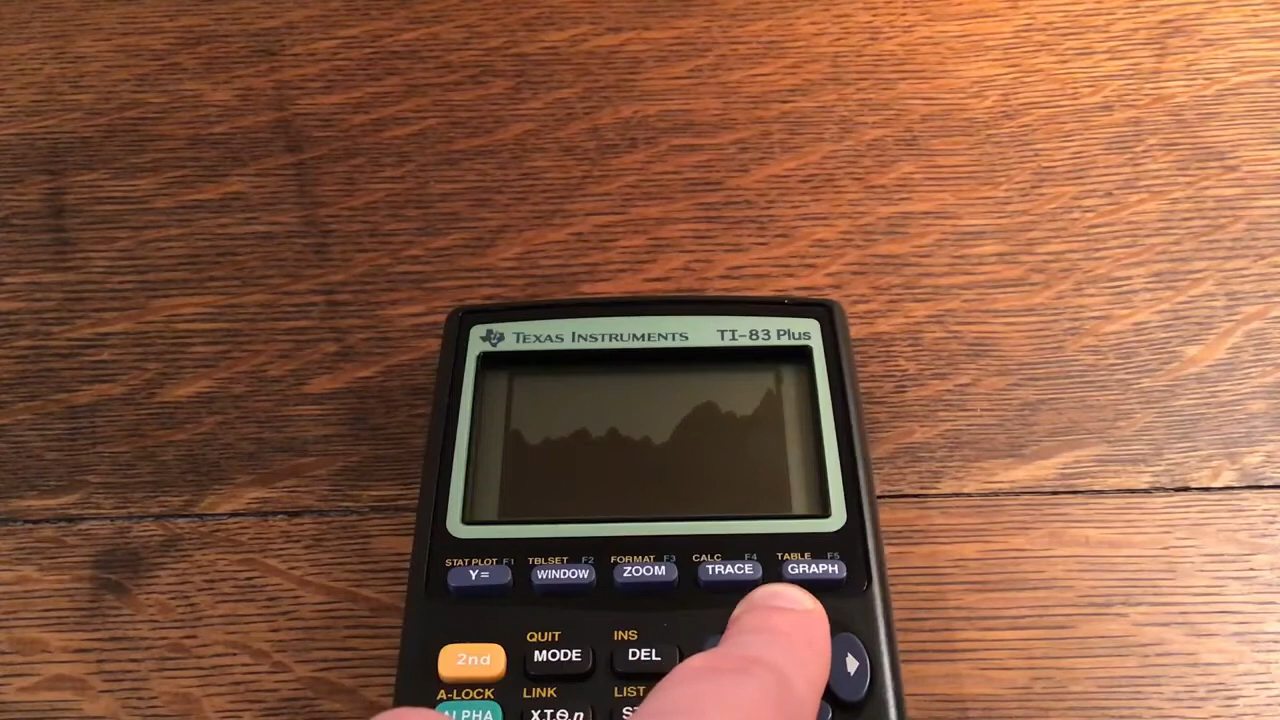 TEXAS INSTRUMENTS TI-83 Plus
STAT PLOT F1 TBLSET F2 FORMAT F3 CALC F4 TABLE F5
Y= WINDOW ZOOM TRACE GRAPH
QUIT INS
2nd MODE DEL
A-LOCK LINK LIST
ALPHA X,T,Θ,n